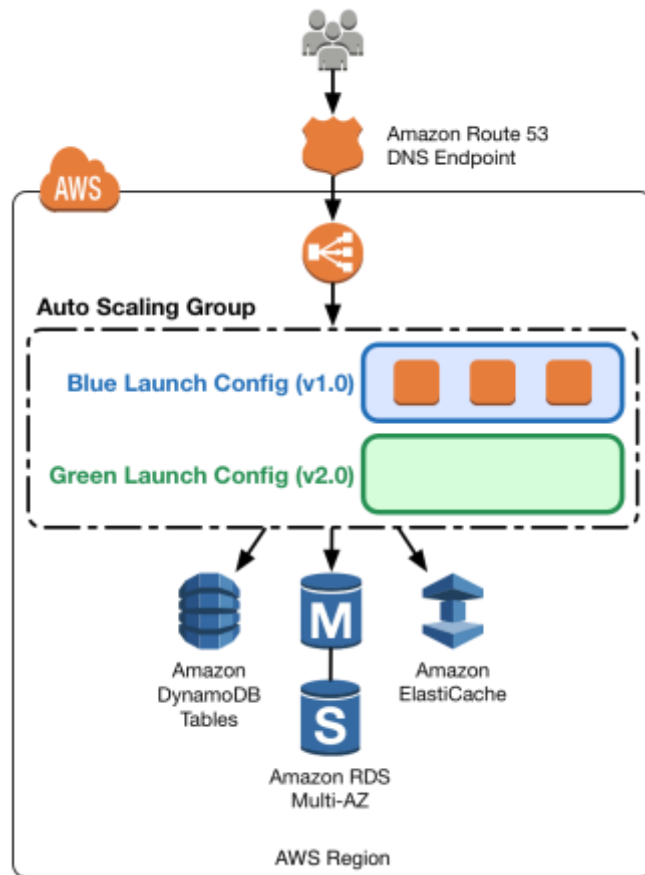 Amazon Route 53
DNS Endpoint
AWS
Auto Scaling Group
Blue Launch Config (v1.0)
Green Launch Config (v2.0)
M
Amazon
DynamoDB
Tables
Amazon
ElastiCache
S
Amazon RDS
Multi-AZ
AWS Region